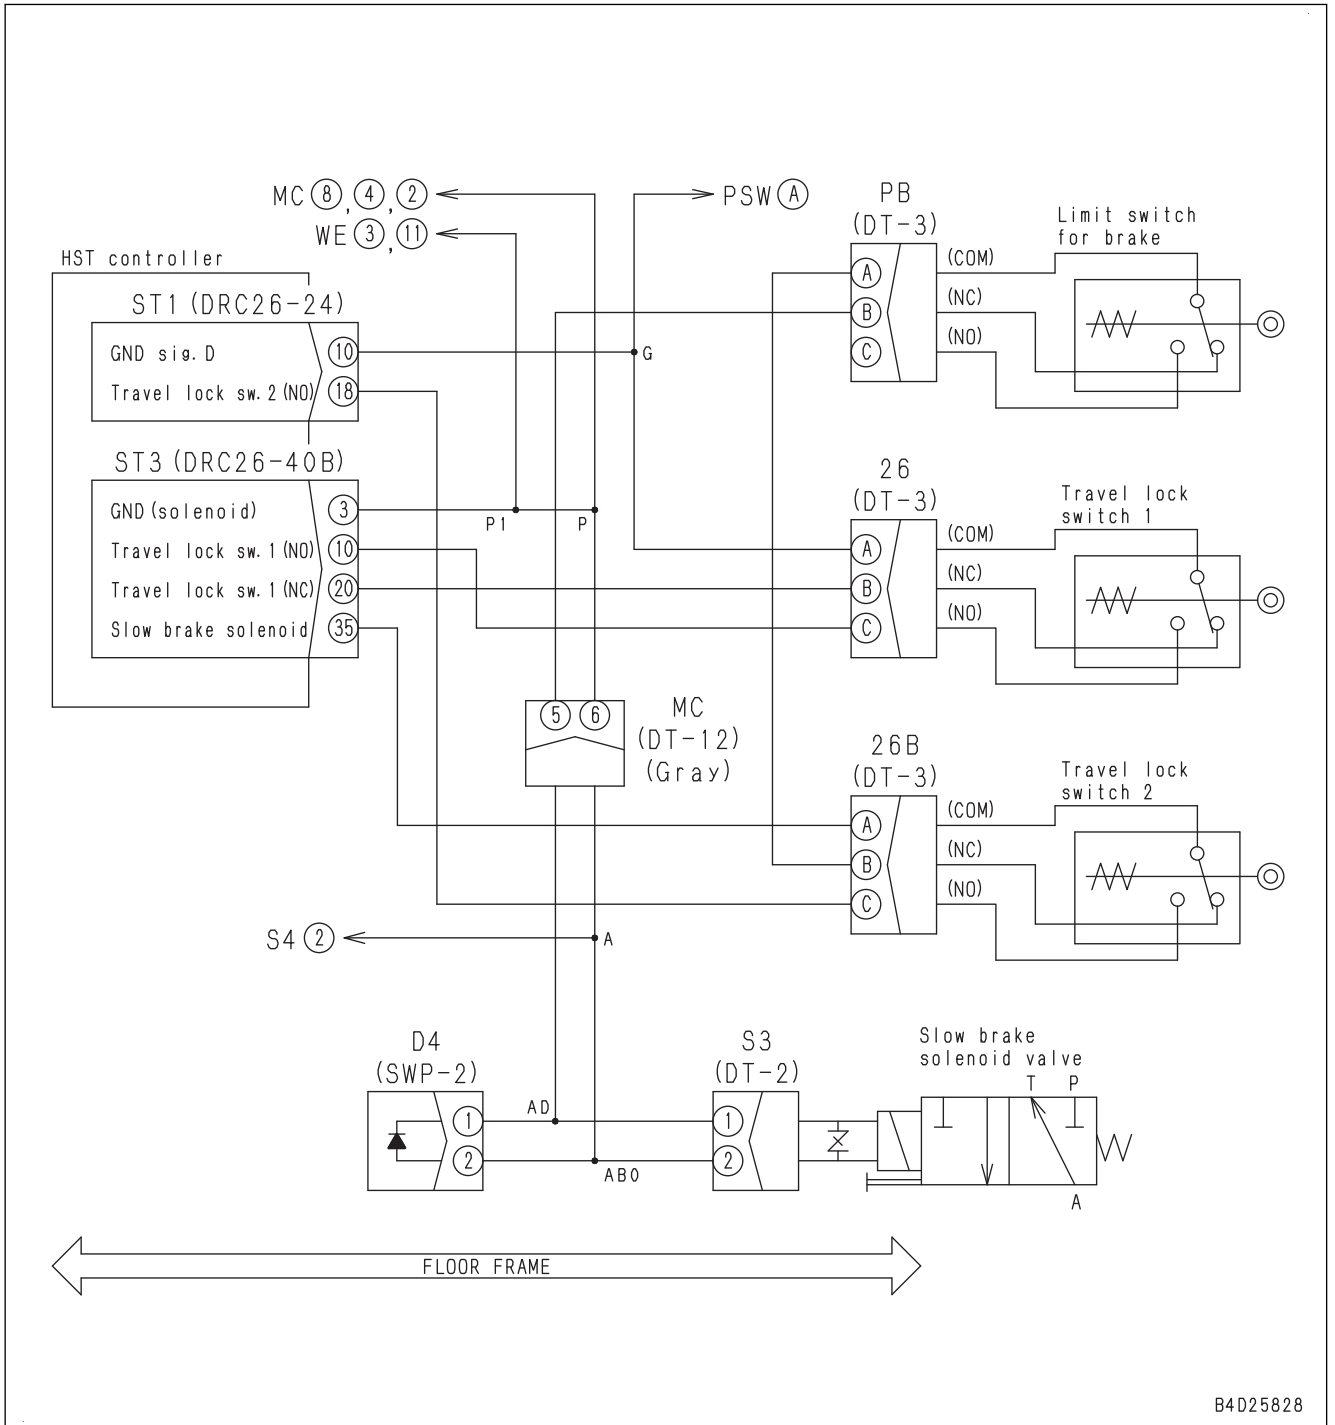 MC 8, 4, 2
WE 3, 11
PSW A
HST controller
ST1 (DRC26-24)
GND sig. D 10
Travel lock sw. 2 (NO) 18
ST3 (DRC26-40B)
GND (solenoid) 3
Travel lock sw. 1 (NO) 10
Travel lock sw. 1 (NC) 20
Slow brake solenoid 35
G
P1
P
PB
(DT-3)
A (COM)
B (NC)
C (NO)
Limit switch
for brake
26
(DT-3)
A (COM)
B (NC)
C (NO)
Travel lock
switch 1
5 6
MC
(DT-12)
(Gray)
26B
(DT-3)
A (COM)
B (NC)
C (NO)
Travel lock
switch 2
S4 2
A
D4
(SWP-2)
1
2
AD
ABO
S3
(DT-2)
1
2
Slow brake
solenoid valve
T P
A
FLOOR FRAME
B4D25828